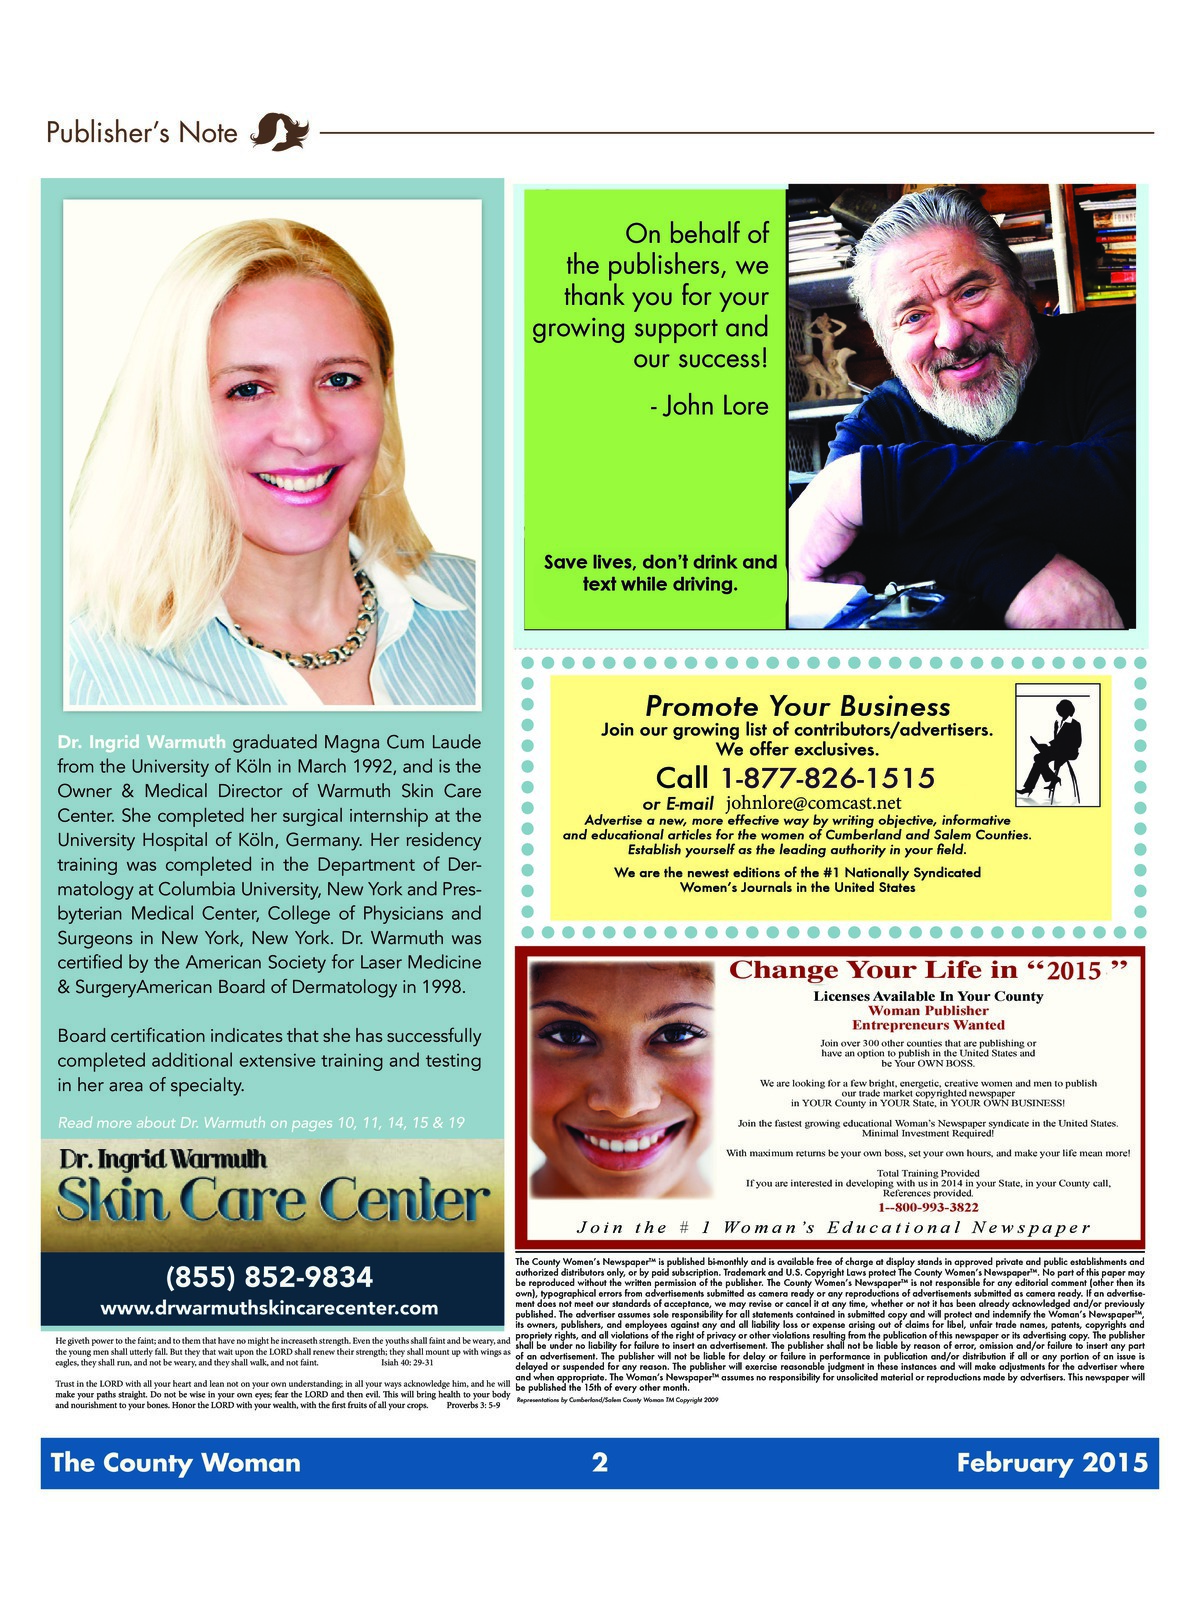 Publisher's Note
Dr. Ingrid Warmuth graduated Magna Cum Laude
from the University of Köln in March 1992, and is the
Owner & Medical Director of Warmuth Skin Care
Center. She completed her surgical internship at the
University Hospital of Köln, Germany. Her residency
training was completed in the Department of Der-
matology at Columbia University, New York and Pres-
byterian Medical Center, College of Physicians and
Surgeons in New York, New York. Dr. Warmuth was
certified by the American Society for Laser Medicine
& SurgeryAmerican Board of Dermatology in 1998.
Board certification indicates that she has successfully
completed additional extensive training and testing
in her area of specialty.
Read more about Dr. Warmuth on pages 10, 11, 14, 15 & 19
Dr. Ingrid Warmuth
Skin Care Center
(855) 852-9834
www.drwarmuthskincarecenter.com
He giveth power to the faint; and to them that have no might he increaseth strength. Even the youths shall faint and be weary, and
the young men shall utterly fall. But they that wait upon the LORD shall renew their strength; they shall mount up with wings as
eagles, they shall run, and not be weary, and they shall walk, and not faint. Isiah 40: 29-31
Trust in the LORD with all your heart and lean not on your own understanding; in all your ways acknowledge him, and he will
make your paths straight. Do not be wise in your own eyes; fear the LORD and then evil. This will bring health to your body
and nourishment to your bones. Honor the LORD with your wealth, with the first fruits of all your crops. Proverbs 3: 5-9
On behalf of
the publishers, we
thank you for your
growing support and
our success!
- John Lore
Save lives, don't drink and
text while driving.
Promote Your Business
Join our growing list of contributors/advertisers.
We offer exclusives.
Call 1-877-826-1515
or E-mail johnlore@comcast.net
Advertise a new, more effective way by writing objective, informative
and educational articles for the women of Cumberland and Salem Counties.
Establish yourself as the leading authority in your field.
We are the newest editions of the #1 Nationally Syndicated
Women's Journals in the United States
Change Your Life in "2015"
Licenses Available In Your County
Woman Publisher
Entrepreneurs Wanted
Join over 300 other counties that are publishing or
have an option to publish in the United States and
be Your OWN BOSS.
We are looking for a few bright, energetic, creative women and men to publish
our trade market copyrighted newspaper
in YOUR County in YOUR State, in YOUR OWN BUSINESS!
Join the fastest growing educational Woman's Newspaper syndicate in the United States.
Minimal Investment Required!
With maximum returns be your own boss, set your own hours, and make your life mean more!
Total Training Provided
If you are interested in developing with us in 2014 in your State, in your County call,
References provided.
1--800-993-3822
Join the # 1 Woman's Educational Newspaper
The County Women's Newspaper™ is published bi-monthly and is available free of charge at display stands in approved private and public establishments and
authorized distributors only, or by paid subscription. Trademark and U.S. Copyright Laws protect The County Women's Newspaper™. No part of this paper may
be reproduced without the written permission of the publisher. The County Women's Newspaper™ is not responsible for any editorial comment (other then its
own), typographical errors from advertisements submitted as camera ready or any reproductions of advertisements submitted as camera ready. If an advertise-
ment does not meet our standards of acceptance, we may revise or cancel it at any time, whether or not it has been already acknowledged and/or previously
published. The advertiser assumes sole responsibility for all statements contained in submitted copy and will protect and indemnify the Woman's Newspaper™,
its owners, publishers, and employees against any and all liability loss or expense arising out of claims for libel, unfair trade names, patents, copyrights and
propriety rights, and all violations of the right of privacy or other violations resulting from the publication of this newspaper or its advertising copy. The publisher
shall be under no liability for failure to insert an advertisement. The publisher shall not be liable by reason of error, omission and/or failure to insert any part
of an advertisement. The publisher will not be liable for delay or failure in performance in publication and/or distribution if all or any portion of an issue is
delayed or suspended for any reason. The publisher will exercise reasonable judgment in these instances and will make adjustments for the advertiser where
and when appropriate. The Woman's Newspaper™ assumes no responsibility for unsolicited material or reproductions made by advertisers. This newspaper will
be published the 15th of every other month.
Representations by Cumberland/Salem County Woman TM Copyright 2009
The County Woman 2 February 2015